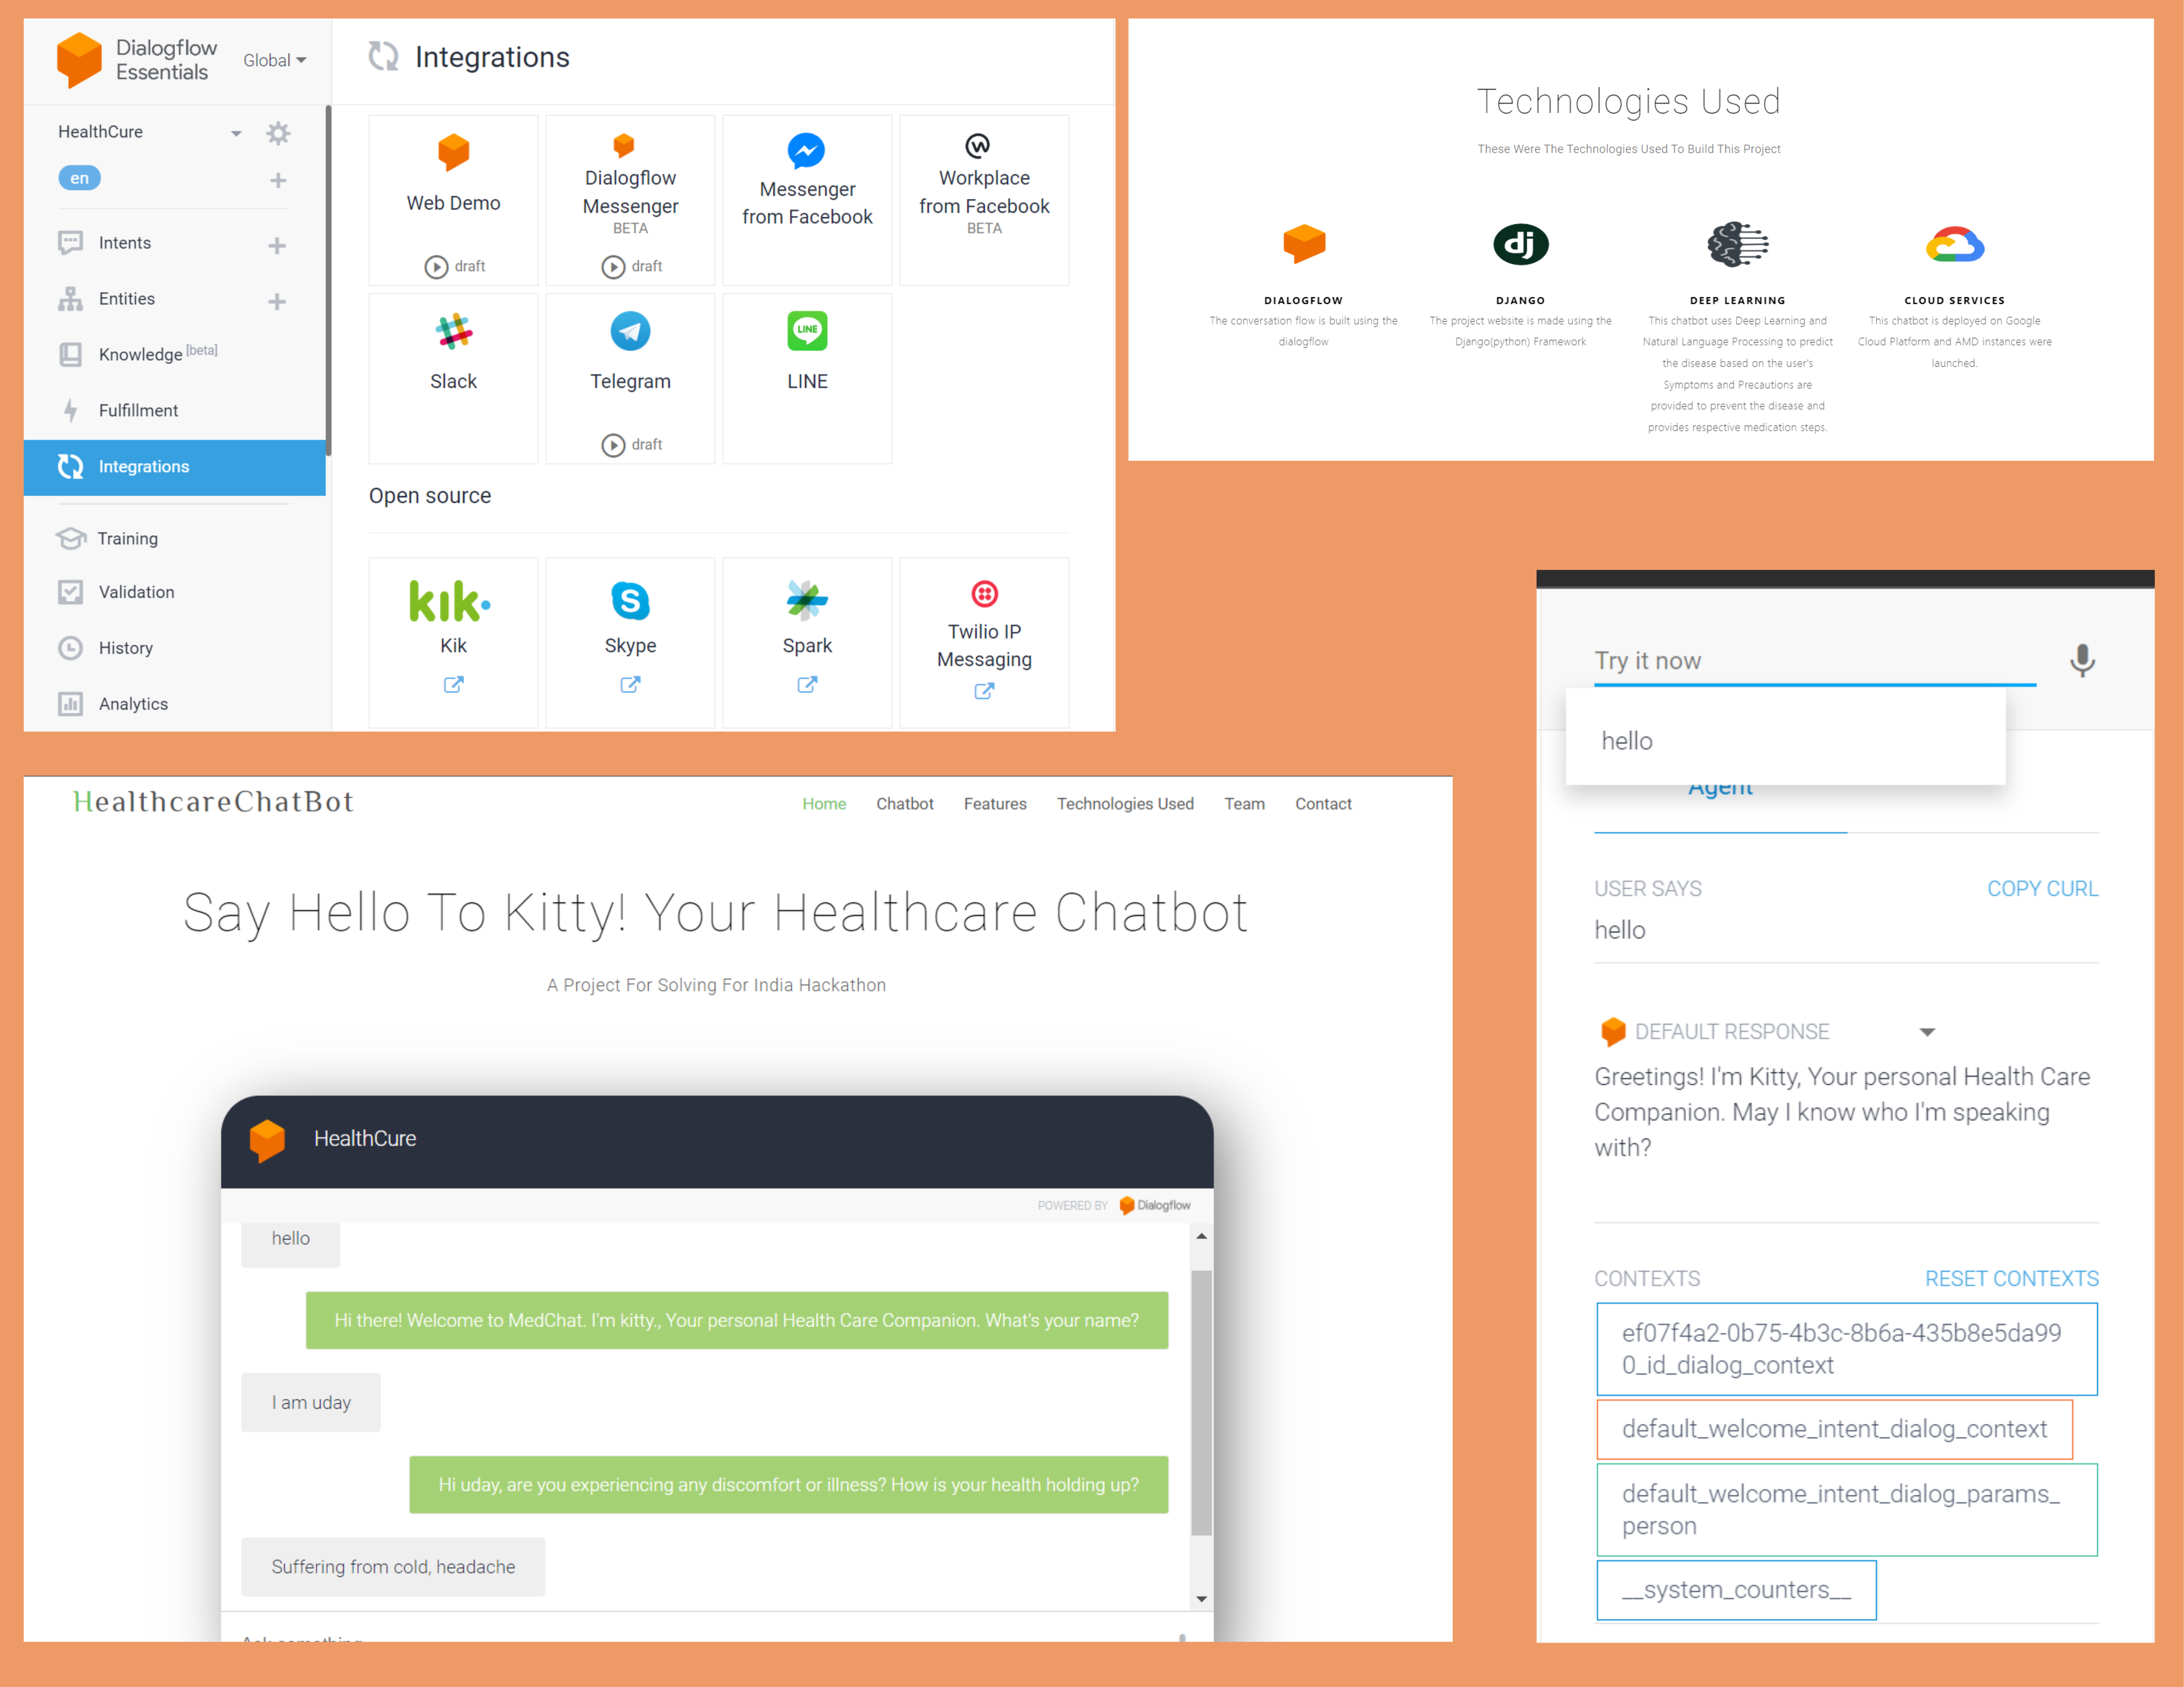 Dialogflow
Essentials
Global
HealthCure
en
Intents
Entities
Knowledge [beta]
Fulfillment
Integrations
Training
Validation
History
Analytics
Integrations
Web Demo
draft
Dialogflow
Messenger
BETA
draft
Messenger
from Facebook
Workplace
from Facebook
BETA
Slack
Telegram
draft
LINE
LINE
Open source
kik
Kik
Skype
Spark
Twilio IP
Messaging
Technologies Used
These Were The Technologies Used To Build This Project
DIALOGFLOW
The conversation flow is built using the
dialogflow
dj
DJANGO
The project website is made using the
Django(python) Framework
DEEP LEARNING
This chatbot uses Deep Learning and
Natural Language Processing to predict
the disease based on the user's
Symptoms and Precautions are
provided to prevent the disease and
provides respective medication steps.
CLOUD SERVICES
This chatbot is deployed on Google
Cloud Platform and AMD instances were
launched.
HealthcareChatBot
Home Chatbot Features Technologies Used Team Contact
Say Hello To Kitty! Your Healthcare Chatbot
A Project For Solving For India Hackathon
HealthCure
POWERED BY Dialogflow
hello
Hi there! Welcome to MedChat. I'm kitty., Your personal Health Care Companion. What's your name?
I am uday
Hi uday, are you experiencing any discomfort or illness? How is your health holding up?
Suffering from cold, headache
Ask something
Try it now
hello
Agent
USER SAYS COPY CURL
hello
DEFAULT RESPONSE
Greetings! I'm Kitty, Your personal Health Care
Companion. May I know who I'm speaking
with?
CONTEXTS RESET CONTEXTS
ef07f4a2-0b75-4b3c-8b6a-435b8e5da99
0_id_dialog_context
default_welcome_intent_dialog_context
default_welcome_intent_dialog_params_
person
__system_counters__